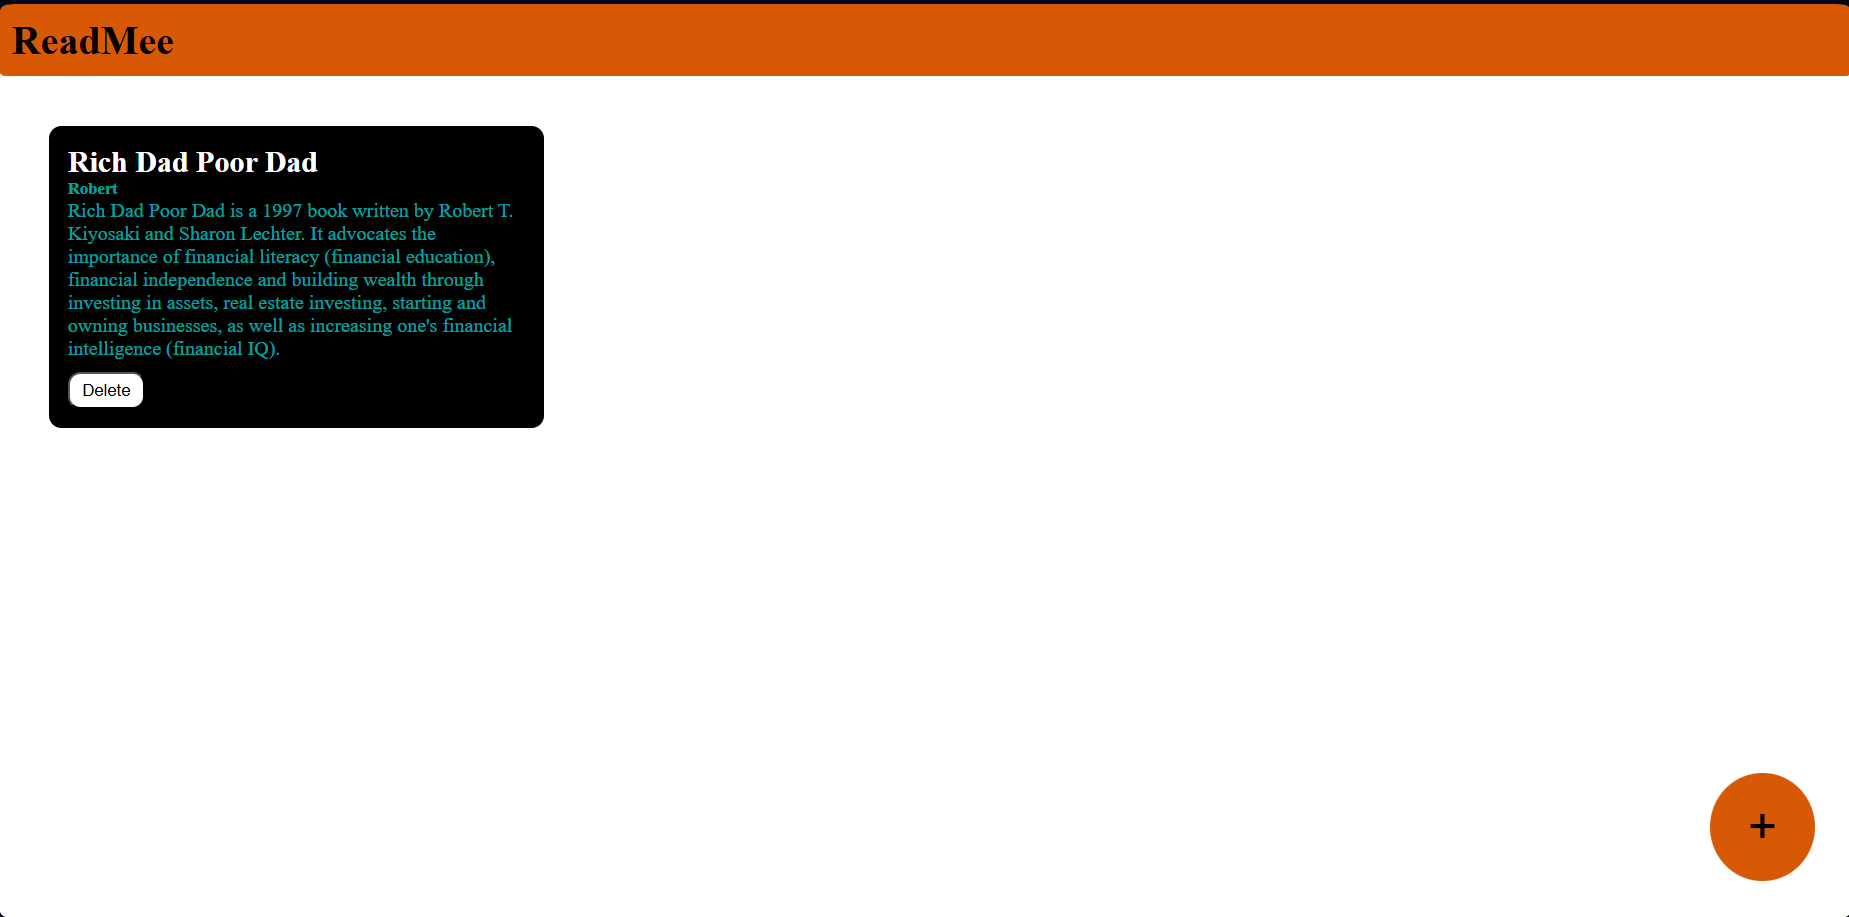 ReadMee
Rich Dad Poor Dad
Robert
Rich Dad Poor Dad is a 1997 book written by Robert T.
Kiyosaki and Sharon Lechter. It advocates the
importance of financial literacy (financial education),
financial independence and building wealth through
investing in assets, real estate investing, starting and
owning businesses, as well as increasing one's financial
intelligence (financial IQ).
Delete
+